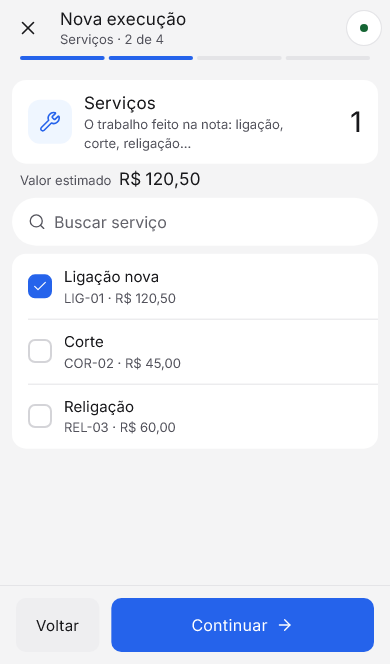 Nova execução
Serviços · 2 de 4
Serviços
O trabalho feito na nota: ligação,
corte, religação...
1
Valor estimado R$ 120,50
Buscar serviço
Ligação nova
LIG-01 · R$ 120,50
Corte
COR-02 · R$ 45,00
Religação
REL-03 · R$ 60,00
Voltar
Continuar